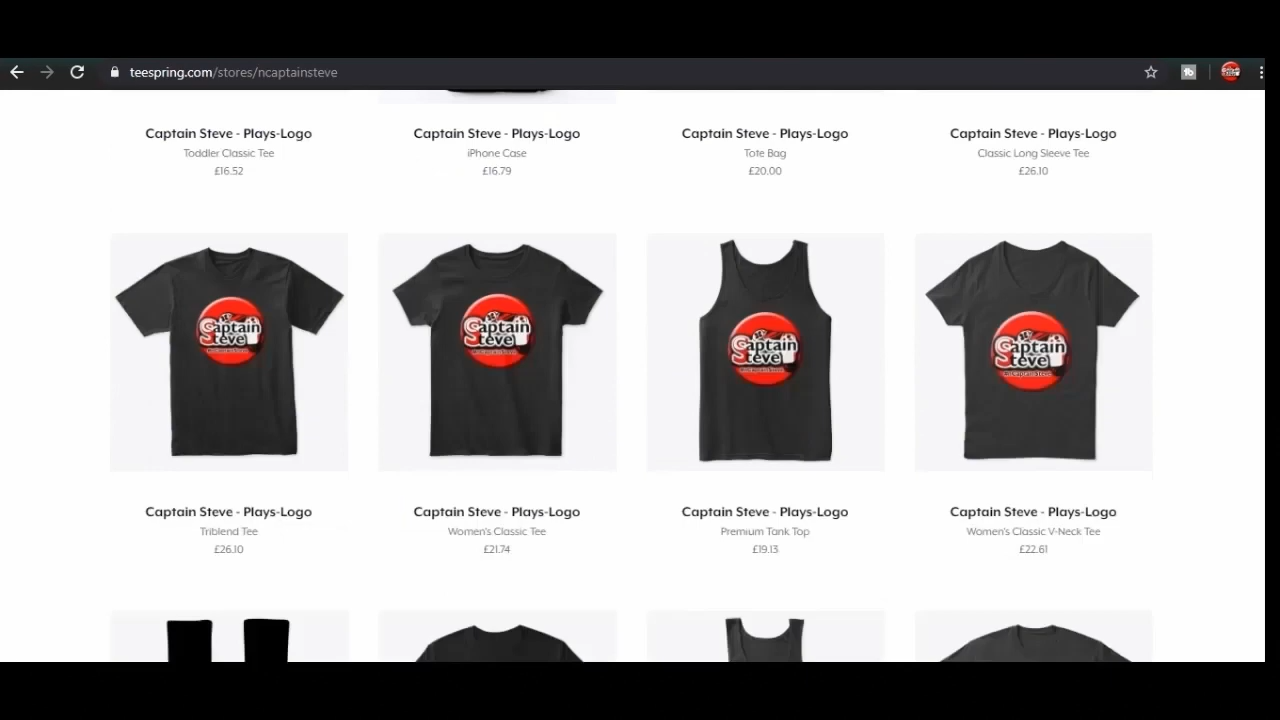 teespring.com/stores/ncaptainsteve
Captain Steve - Plays-Logo
Toddler Classic Tee
£16.52
Captain Steve - Plays-Logo
iPhone Case
£16.79
Captain Steve - Plays-Logo
Tote Bag
£20.00
Captain Steve - Plays-Logo
Classic Long Sleeve Tee
£26.10
Captain
Steve
Captain
Steve
Captain
Steve
Captain
Steve
Captain Steve - Plays-Logo
Triblend Tee
£26.10
Captain Steve - Plays-Logo
Women's Classic Tee
£21.74
Captain Steve - Plays-Logo
Premium Tank Top
£19.13
Captain Steve - Plays-Logo
Women's Classic V-Neck Tee
£22.61